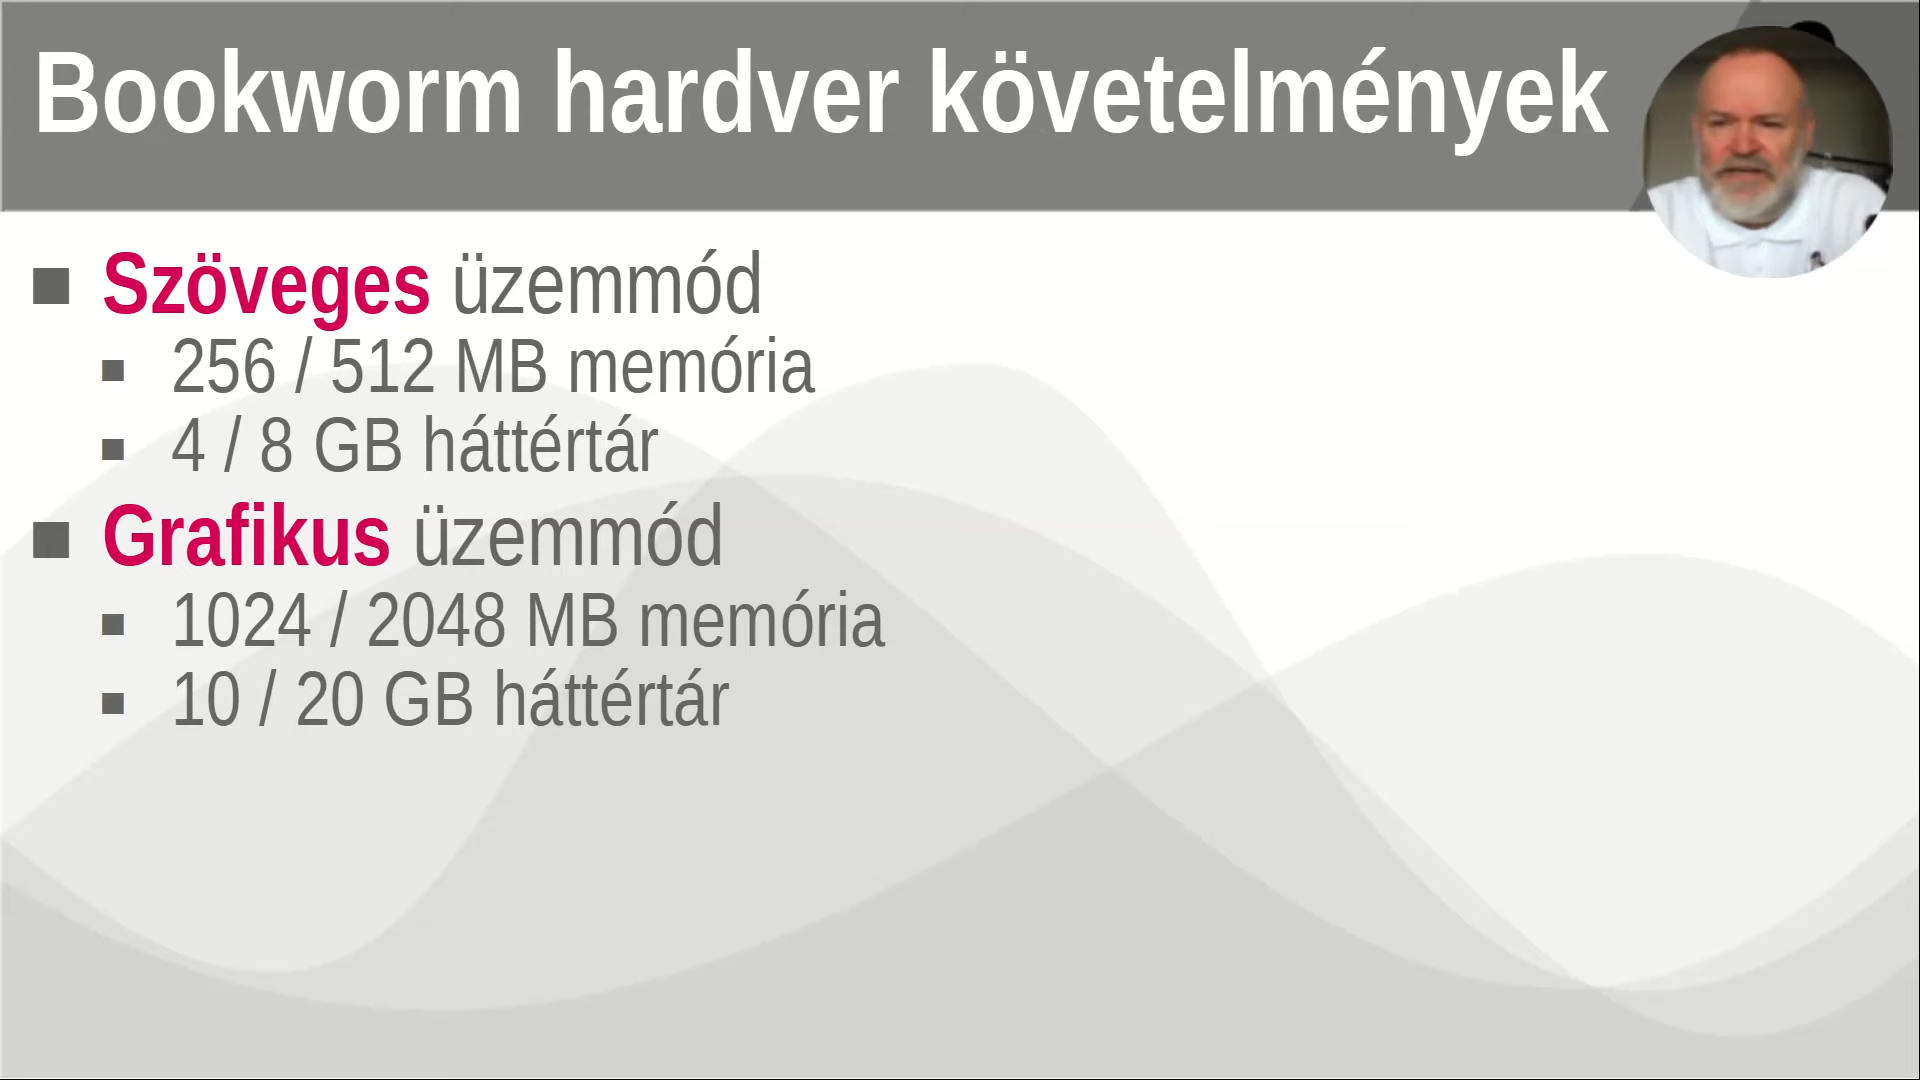 Bookworm hardver követelmények
Szöveges üzemmód
256 / 512 MB memória
4 / 8 GB háttértár
Grafikus üzemmód
1024 / 2048 MB memória
10 / 20 GB háttértár